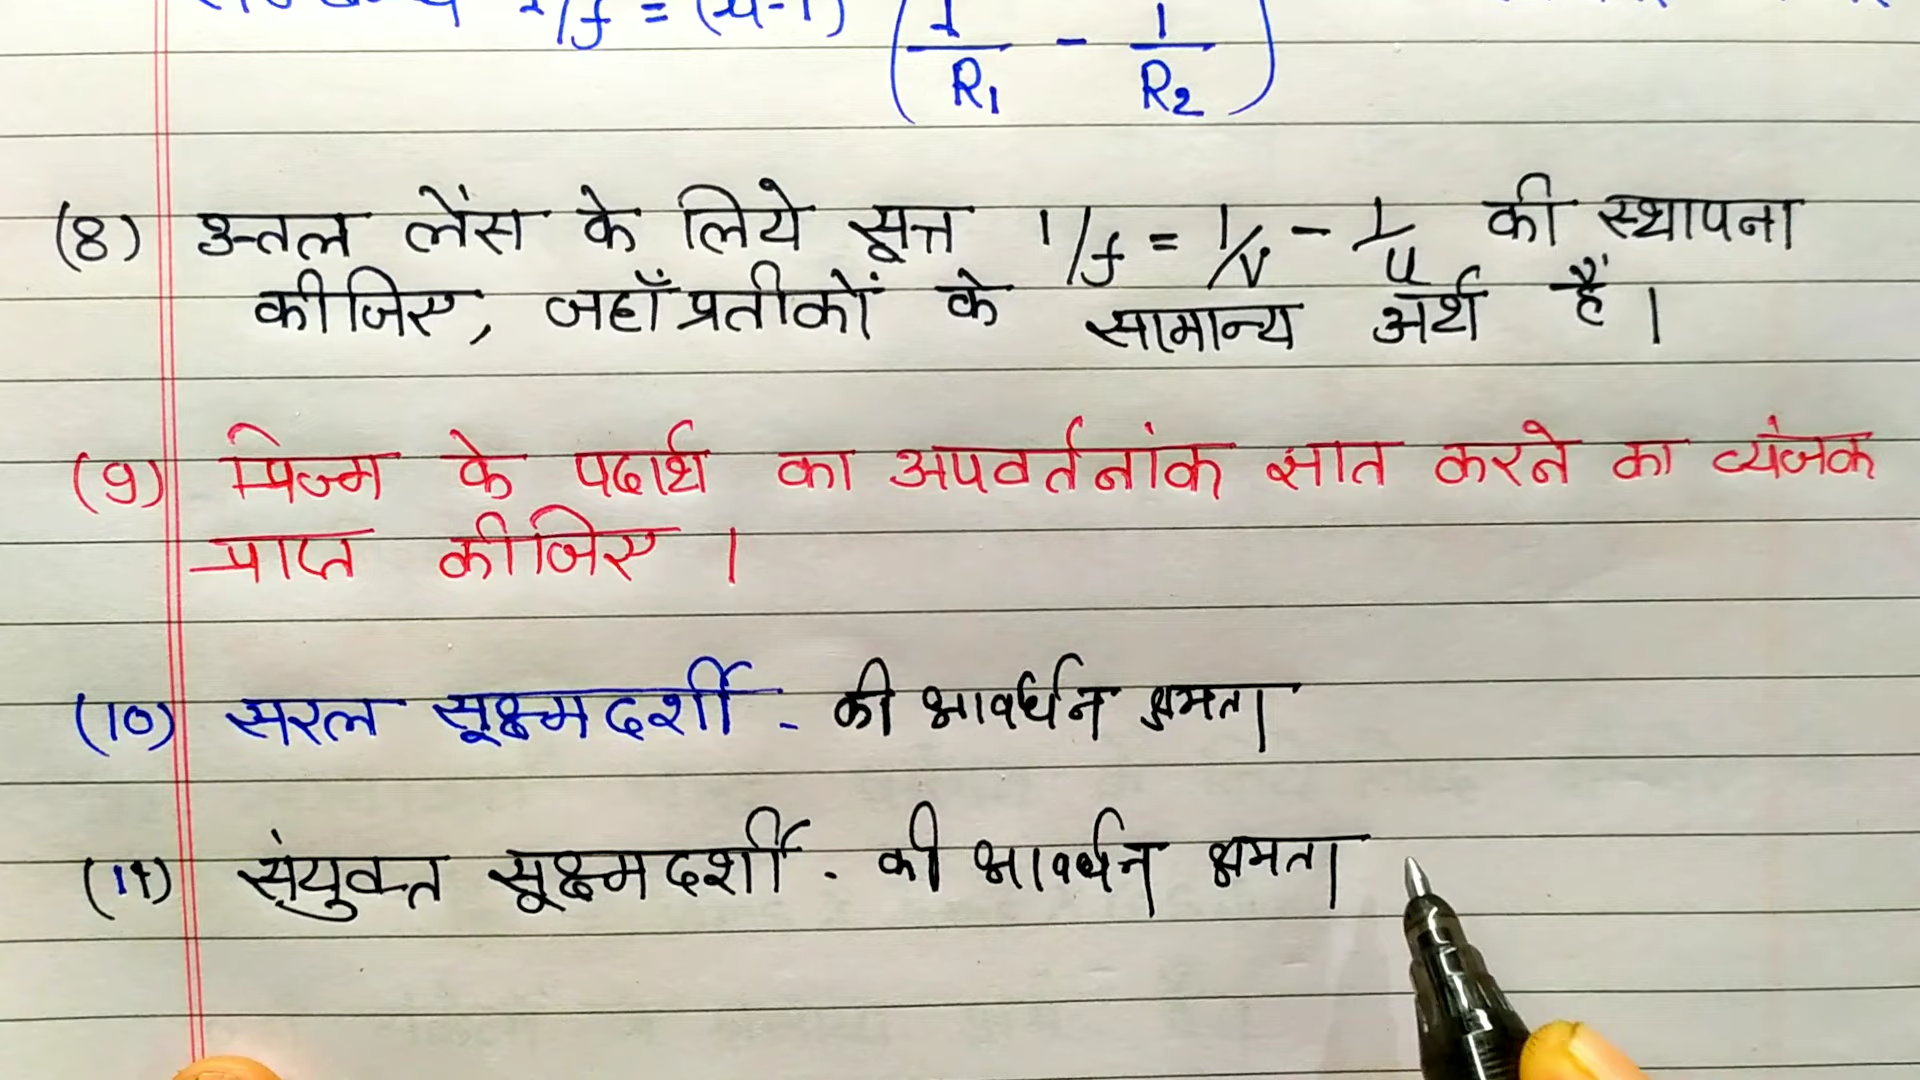 1/f = (μ-1) (1/R₁ - 1/R₂)
(8) उत्तल लेंस के लिये सूत्र 1/f = 1/v - 1/u की स्थापना
कीजिए, जहाँ प्रतीकों के सामान्य अर्थ हैं ।
(9) प्रिज्म के पदार्थ का अपवर्तनांक ज्ञात करने का व्यंजक
प्राप्त कीजिए ।
(10) सरल सूक्ष्मदर्शी - की आवर्धन क्षमता
(11) संयुक्त सूक्ष्मदर्शी - की आवर्धन क्षमता